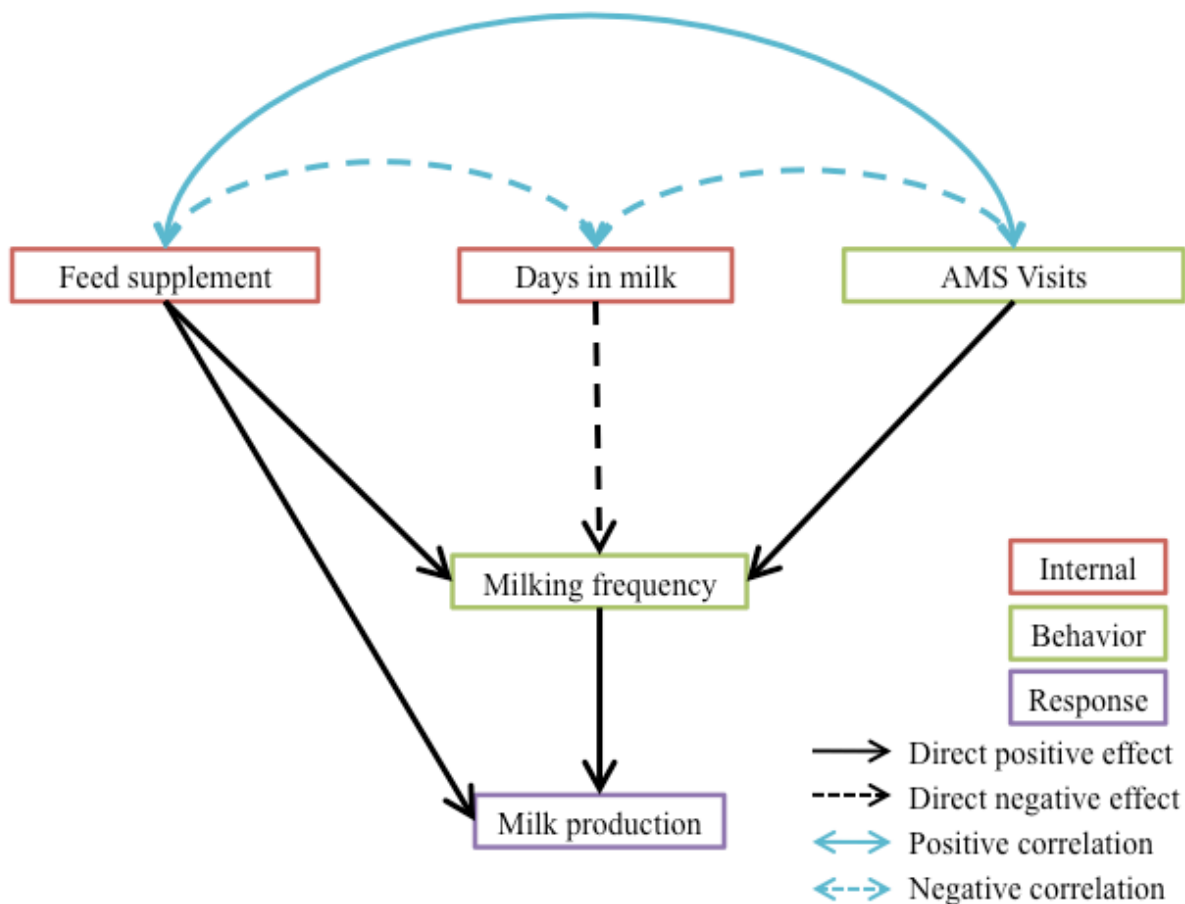 Feed supplement
Days in milk
AMS Visits
Milking frequency
Milk production
Internal
Behavior
Response
Direct positive effect
Direct negative effect
Positive correlation
Negative correlation